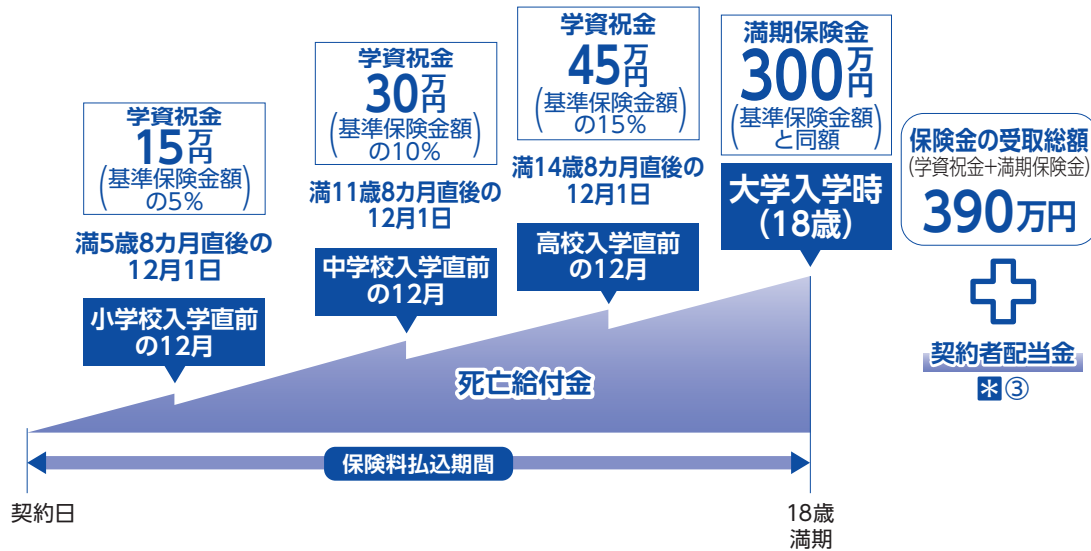 学資祝金
15万円
(基準保険金額
の5%)
満5歳8カ月直後の
12月1日
小学校入学直前
の12月
学資祝金
30万円
(基準保険金額
の10%)
満11歳8カ月直後の
12月1日
中学校入学直前
の12月
学資祝金
45万円
(基準保険金額
の15%)
満14歳8カ月直後の
12月1日
高校入学直前
の12月
満期保険金
300万円
(基準保険金額
と同額)
大学入学時
(18歳)
保険金の受取総額
(学資祝金+満期保険金)
390万円
契約者配当金
*③
死亡給付金
保険料払込期間
契約日
18歳
満期